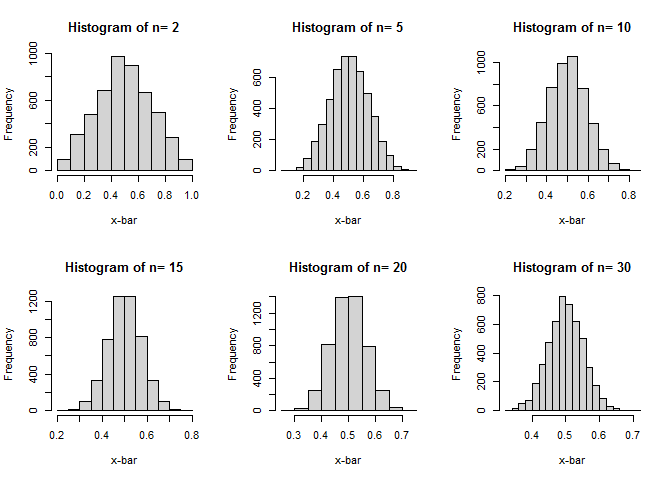 Histogram of n= 2
Frequency
200
600
1000
0.0 0.2 0.4 0.6 0.8 1.0
x-bar
Histogram of n= 5
Frequency
0
200
400
600
0.2 0.4 0.6 0.8
x-bar
Histogram of n= 10
Frequency
0
200
600
1000
0.2 0.4 0.6 0.8
x-bar
Histogram of n= 15
Frequency
0
400
800
1200
0.2 0.4 0.6 0.8
x-bar
Histogram of n= 20
Frequency
0
400
800
1200
0.3 0.4 0.5 0.6 0.7
x-bar
Histogram of n= 30
Frequency
0
200
400
600
800
0.4 0.5 0.6 0.7
x-bar